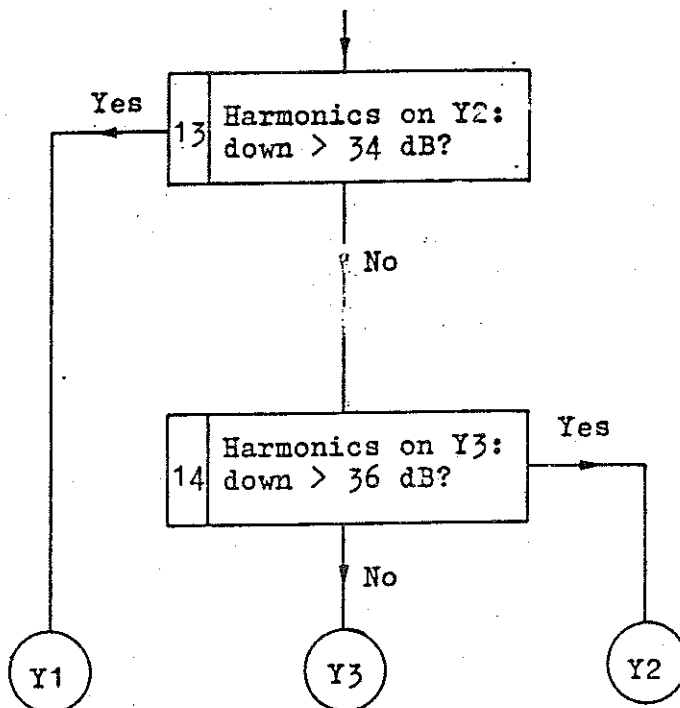 Yes
13
Harmonics on Y2:
down > 34 dB?
No
14
Harmonics on Y3:
down > 36 dB?
Yes
No
Y1
Y3
Y2